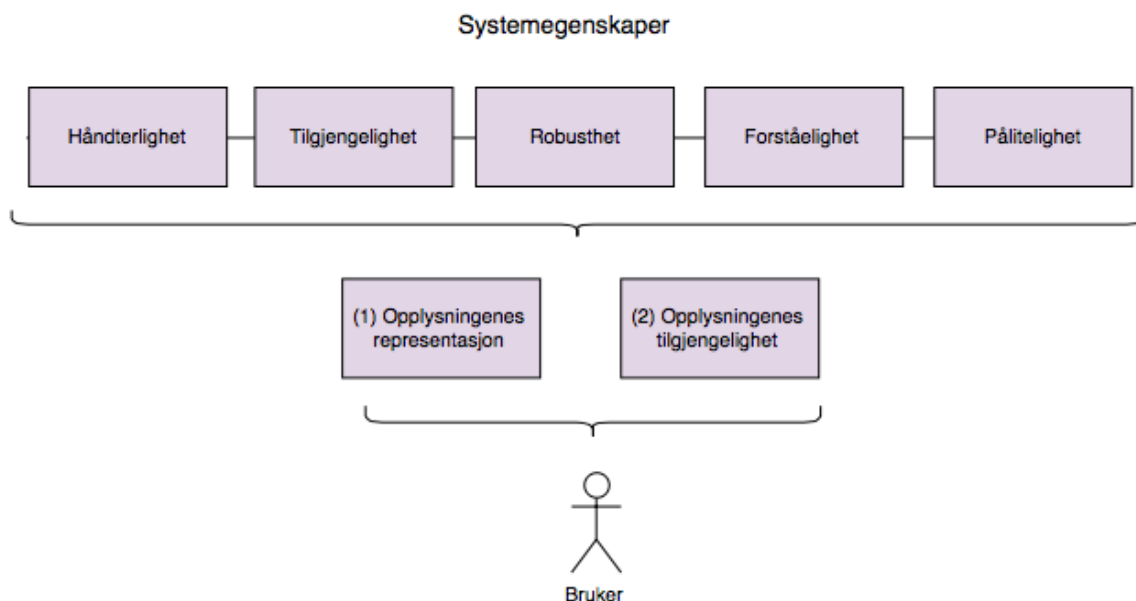 Systemegenskaper
Håndterlighet
Tilgjengelighet
Robusthet
Forståelighet
Pålitelighet
(1) Opplysningenes
representasjon
(2) Opplysningenes
tilgjengelighet
Bruker